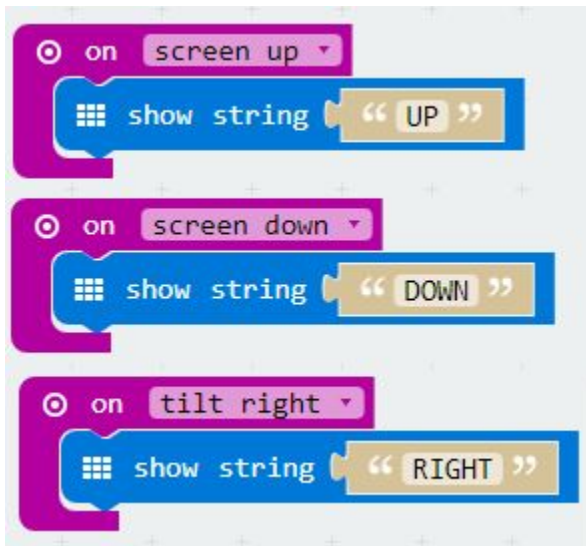 on screen up
show string “ UP ”
on screen down
show string “ DOWN ”
on tilt right
show string “ RIGHT ”